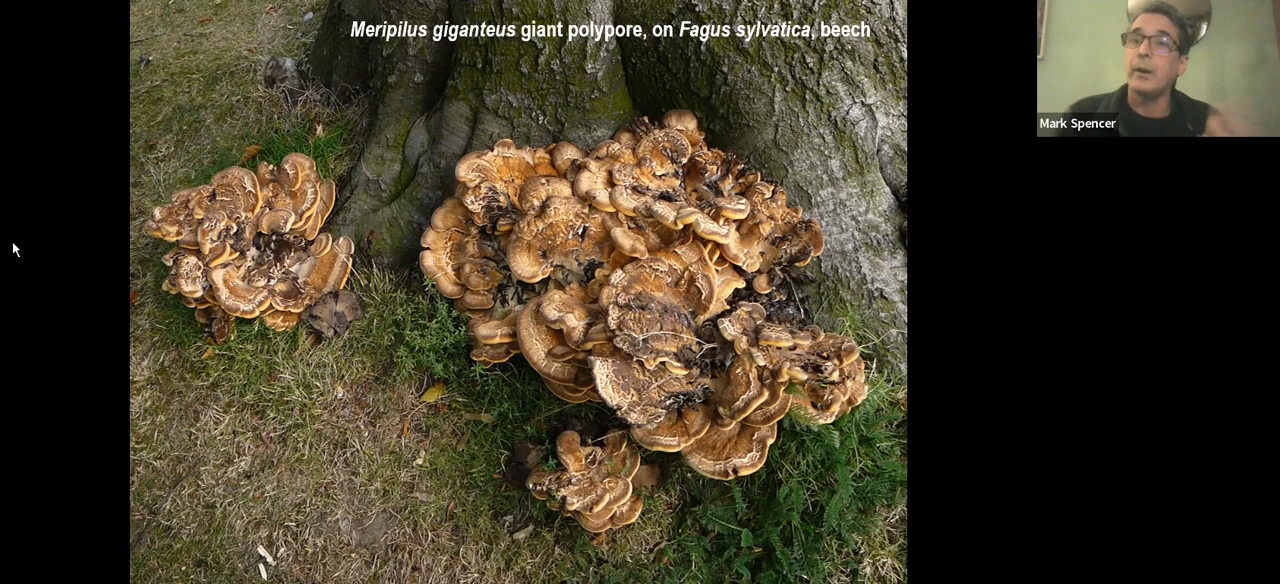 Meripilus giganteus giant polypore, on Fagus sylvatica, beech
Mark Spencer